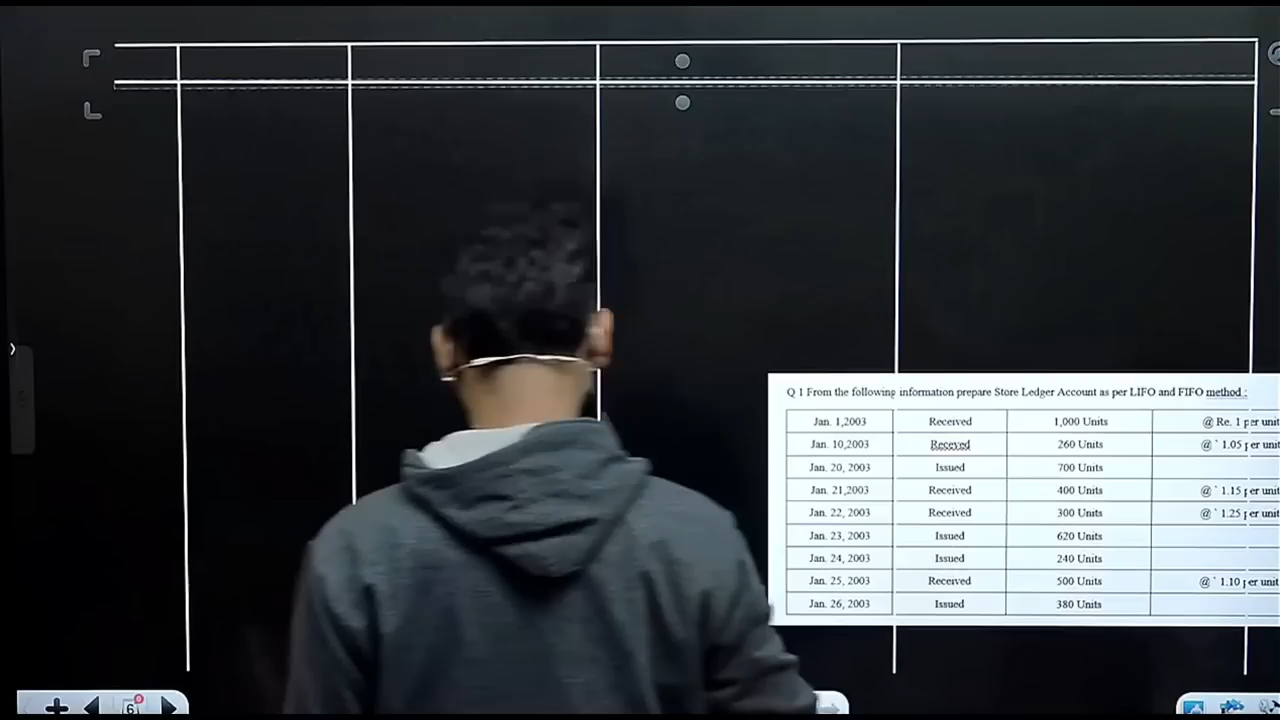 Q 1 From the following information prepare Store Ledger Account as per LIFO and FIFO method :
Jan. 1,2003 Received 1,000 Units @ Re. 1 per unit
Jan. 10,2003 Receved 260 Units @ ` 1.05 per unit
Jan. 20, 2003 Issued 700 Units
Jan. 21,2003 Received 400 Units @ ` 1.15 per unit
Jan. 22, 2003 Received 300 Units @ ` 1.25 per unit
Jan. 23, 2003 Issued 620 Units
Jan. 24, 2003 Issued 240 Units
Jan. 25, 2003 Received 500 Units @ ` 1.10 per unit
Jan. 26, 2003 Issued 380 Units
6